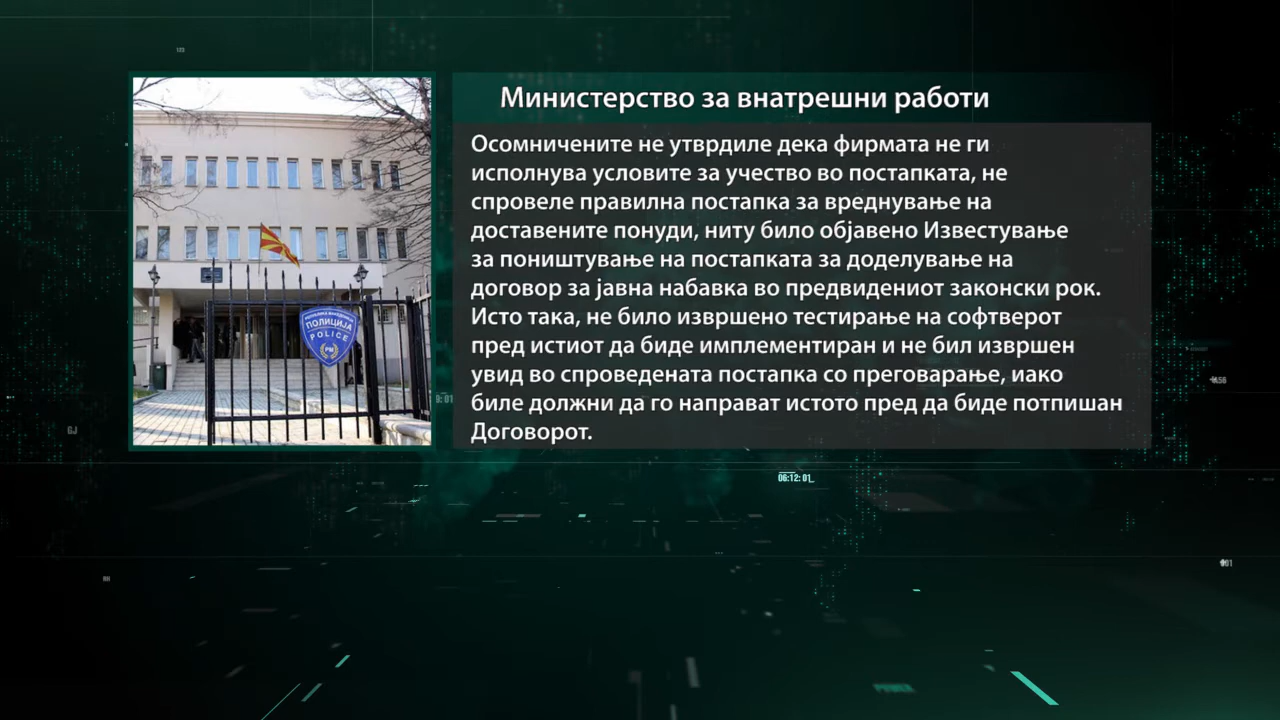 Министерство за внатрешни работи
Осомничените не утврдиле дека фирмата не ги
исполнува условите за учество во постапката, не
спровеле правилна постапка за вреднување на
доставените понуди, ниту било објавено Известување
за поништување на постапката за доделување на
договор за јавна набавка во предвидениот законски рок.
Исто така, не било извршено тестирање на софтверот
пред истиот да биде имплементиран и не бил извршен
увид во спроведената постапка со преговарање, иако
биле должни да го направат истото пред да биде потпишан
Договорот.
ПОЛИЦИЈА
POLICE
06:12: 01_
POWER